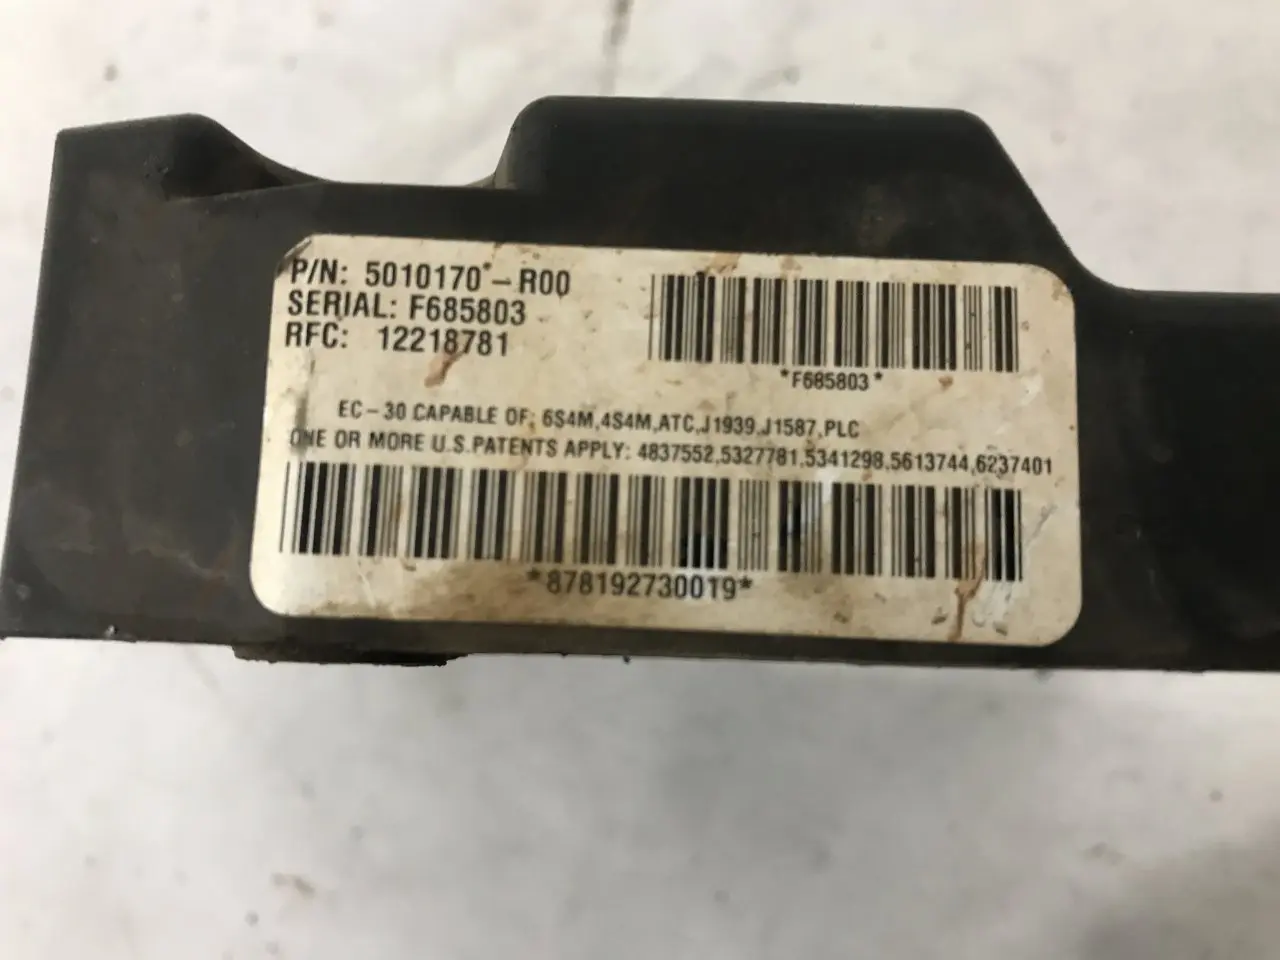 P/N: 5010170*-R00
SERIAL: F685803
RFC: 12218781
*F685803*
EC-30 CAPABLE OF: 6S4M,4S4M,ATC,J1939,J1587,PLC
ONE OR MORE U.S.PATENTS APPLY: 4837552,5327781,5341298,5613744,6237401
*878192730019*